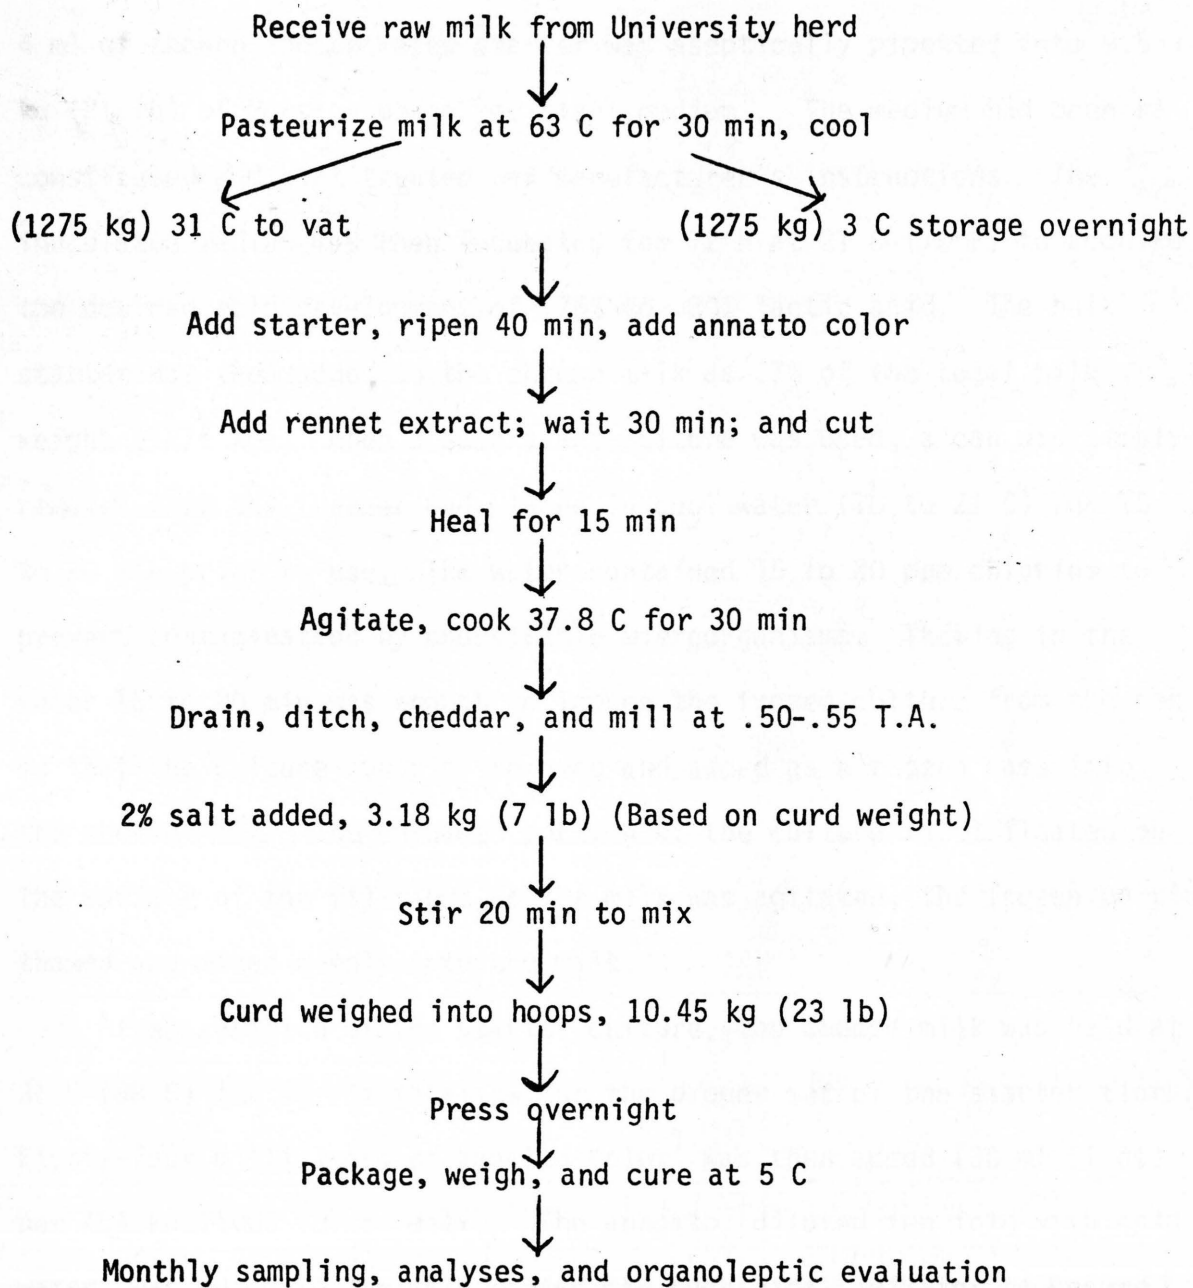 Receive raw milk from University herd
Pasteurize milk at 63 C for 30 min, cool
(1275 kg) 31 C to vat
(1275 kg) 3 C storage overnight
Add starter, ripen 40 min, add annatto color
Add rennet extract; wait 30 min; and cut
Heal for 15 min
Agitate, cook 37.8 C for 30 min
Drain, ditch, cheddar, and mill at .50-.55 T.A.
2% salt added, 3.18 kg (7 lb) (Based on curd weight)
Stir 20 min to mix
Curd weighed into hoops, 10.45 kg (23 lb)
Press overnight
Package, weigh, and cure at 5 C
Monthly sampling, analyses, and organoleptic evaluation